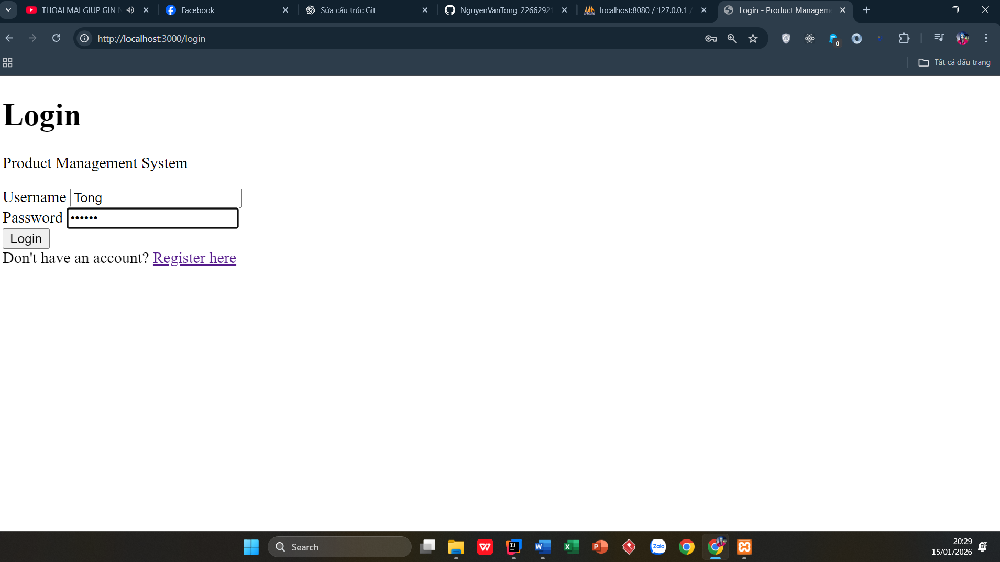 THOAI MAI GIUP GIN
Facebook
Sửa cấu trúc Git
NguyenVanTong_2266292
localhost:8080 / 127.0.0.1 /
Login - Product Managem
http://localhost:3000/login
0
Tất cả dấu trang
Login
Product Management System
Username Tong
Password ••••••
Login
Don't have an account? Register here
Search
Zalo
20:29
15/01/2026